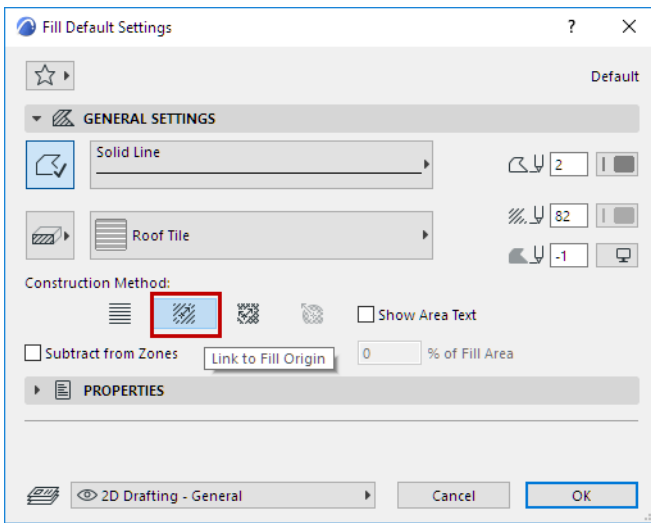 Fill Default Settings
?
Default
GENERAL SETTINGS
Solid Line
2
Roof Tile
82
-1
Construction Method:
Show Area Text
Subtract from Zones
Link to Fill Origin
0
% of Fill Area
PROPERTIES
2D Drafting - General
Cancel
OK